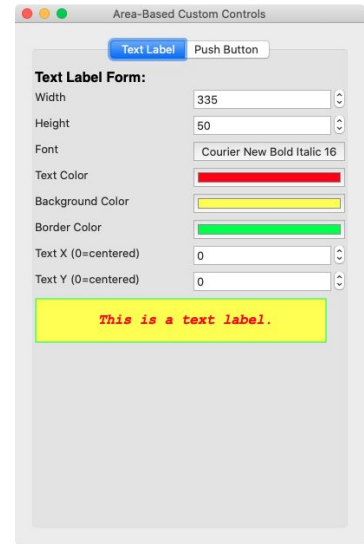 Area-Based Custom Controls
Text Label Push Button
Text Label Form:
Width 335
Height 50
Font Courier New Bold Italic 16
Text Color
Background Color
Border Color
Text X (0=centered) 0
Text Y (0=centered) 0
This is a text label.